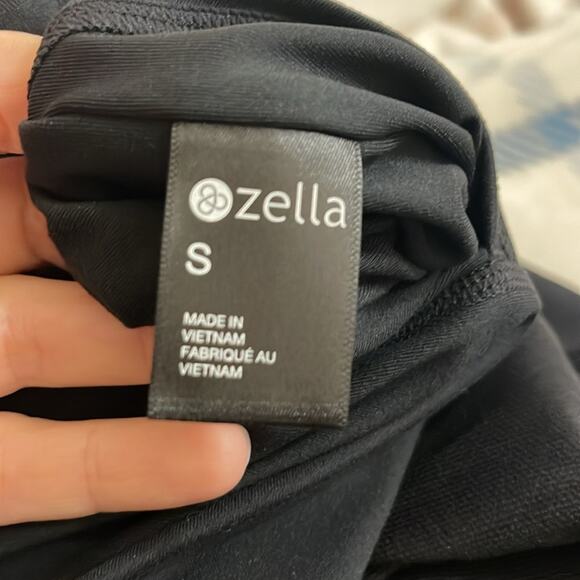 zella
S
MADE IN
VIETNAM
FABRIQUÉ AU
VIETNAM